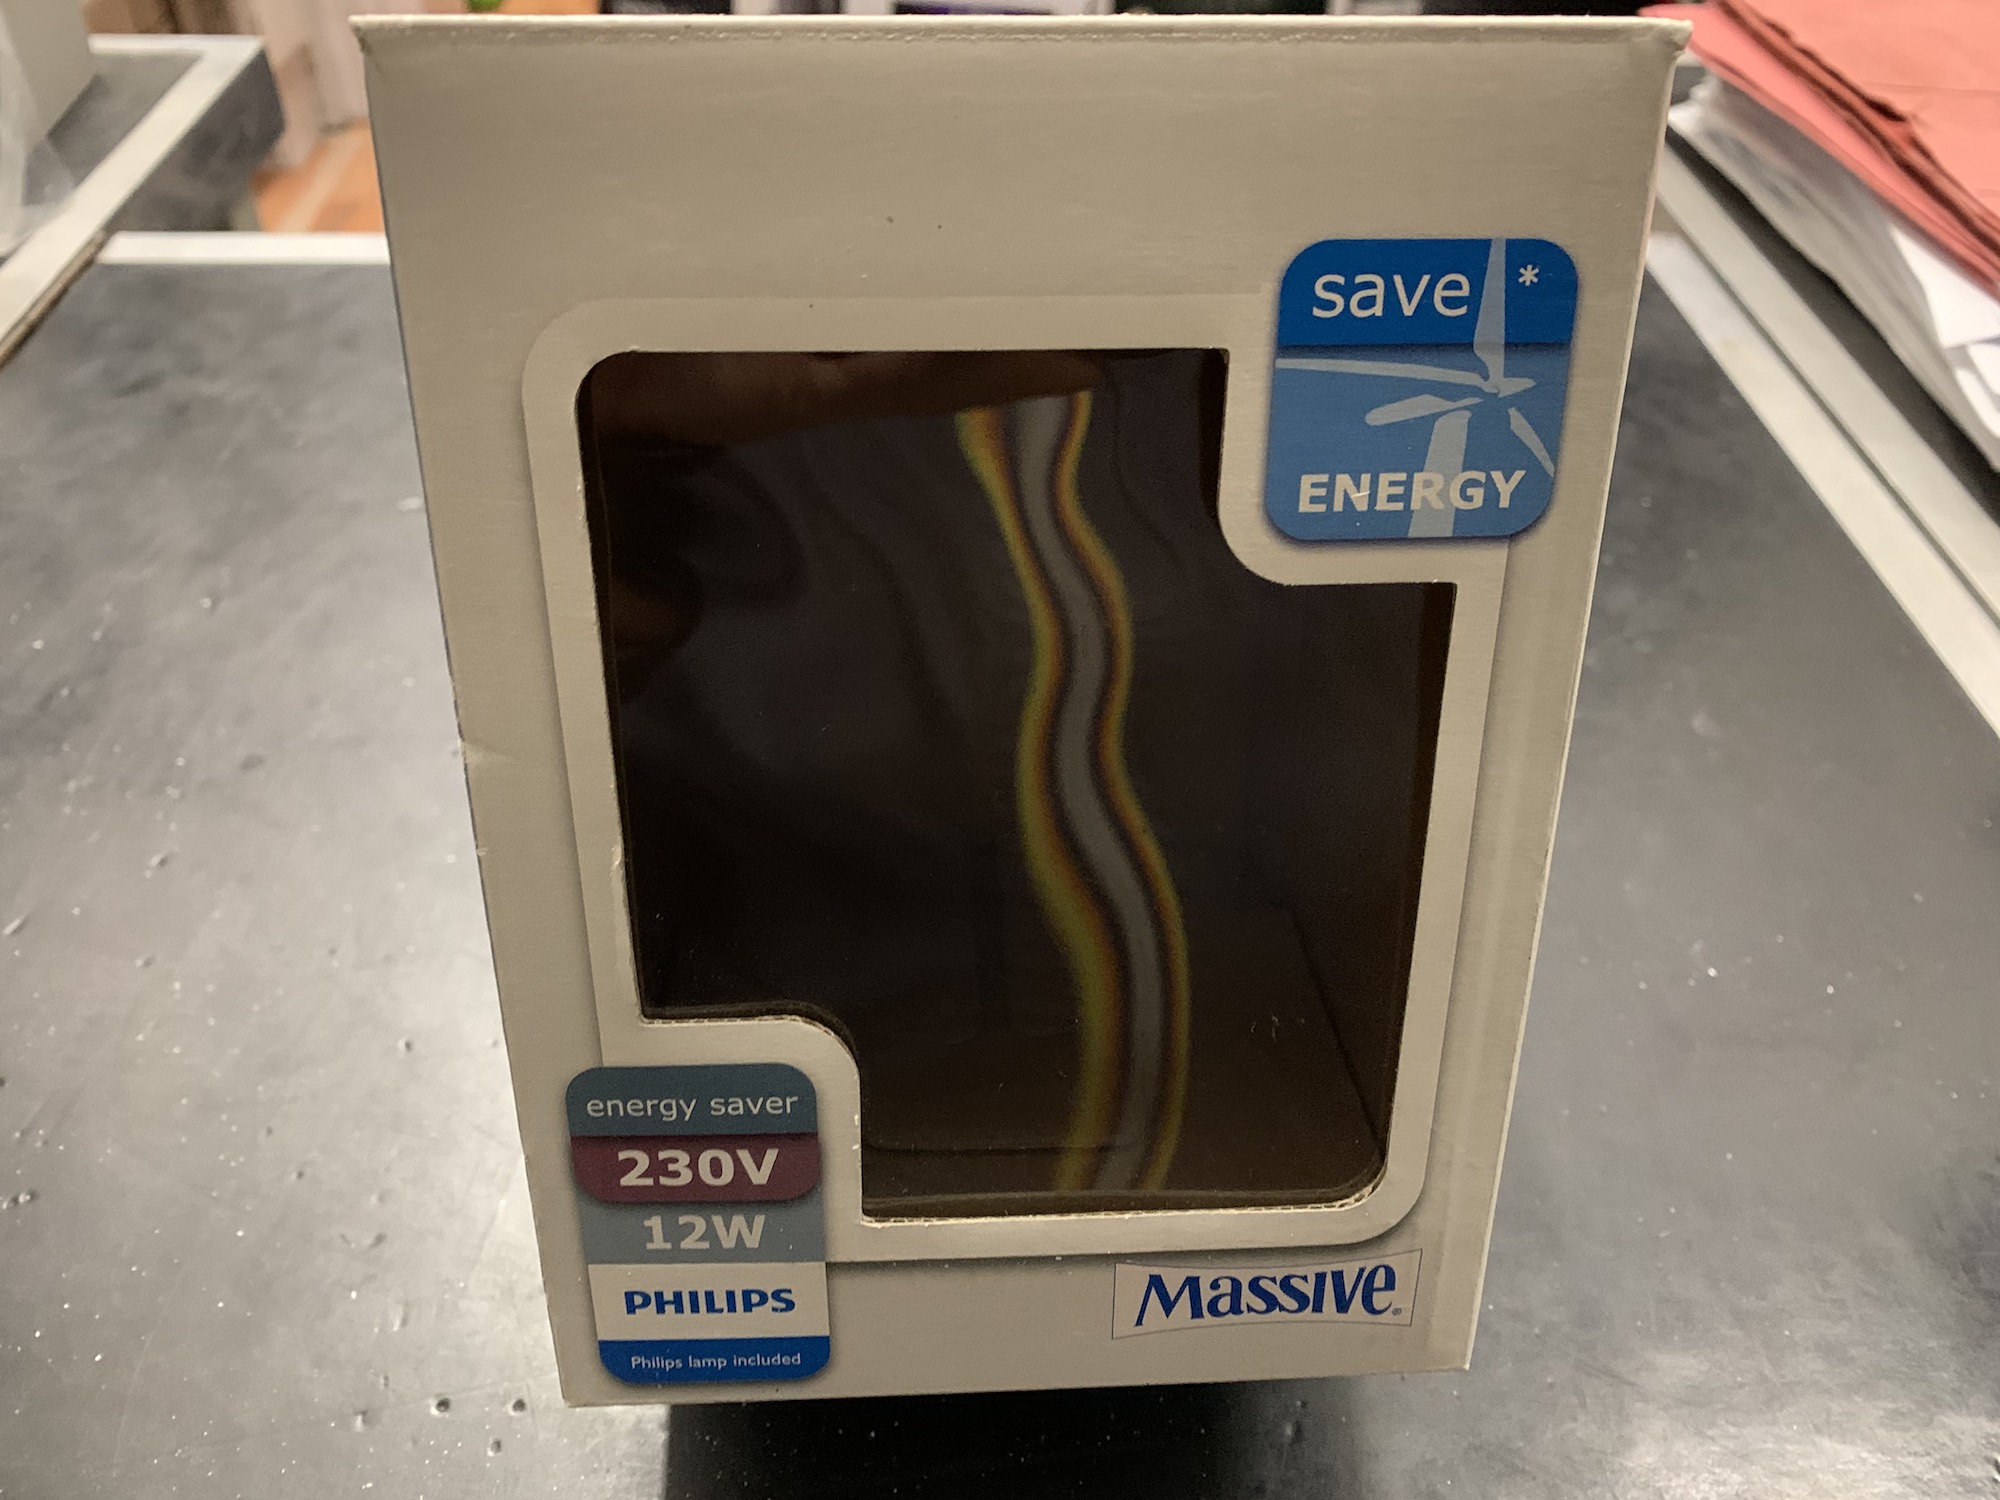 save *
ENERGY
energy saver
230V
12W
PHILIPS
Philips lamp included
Massive